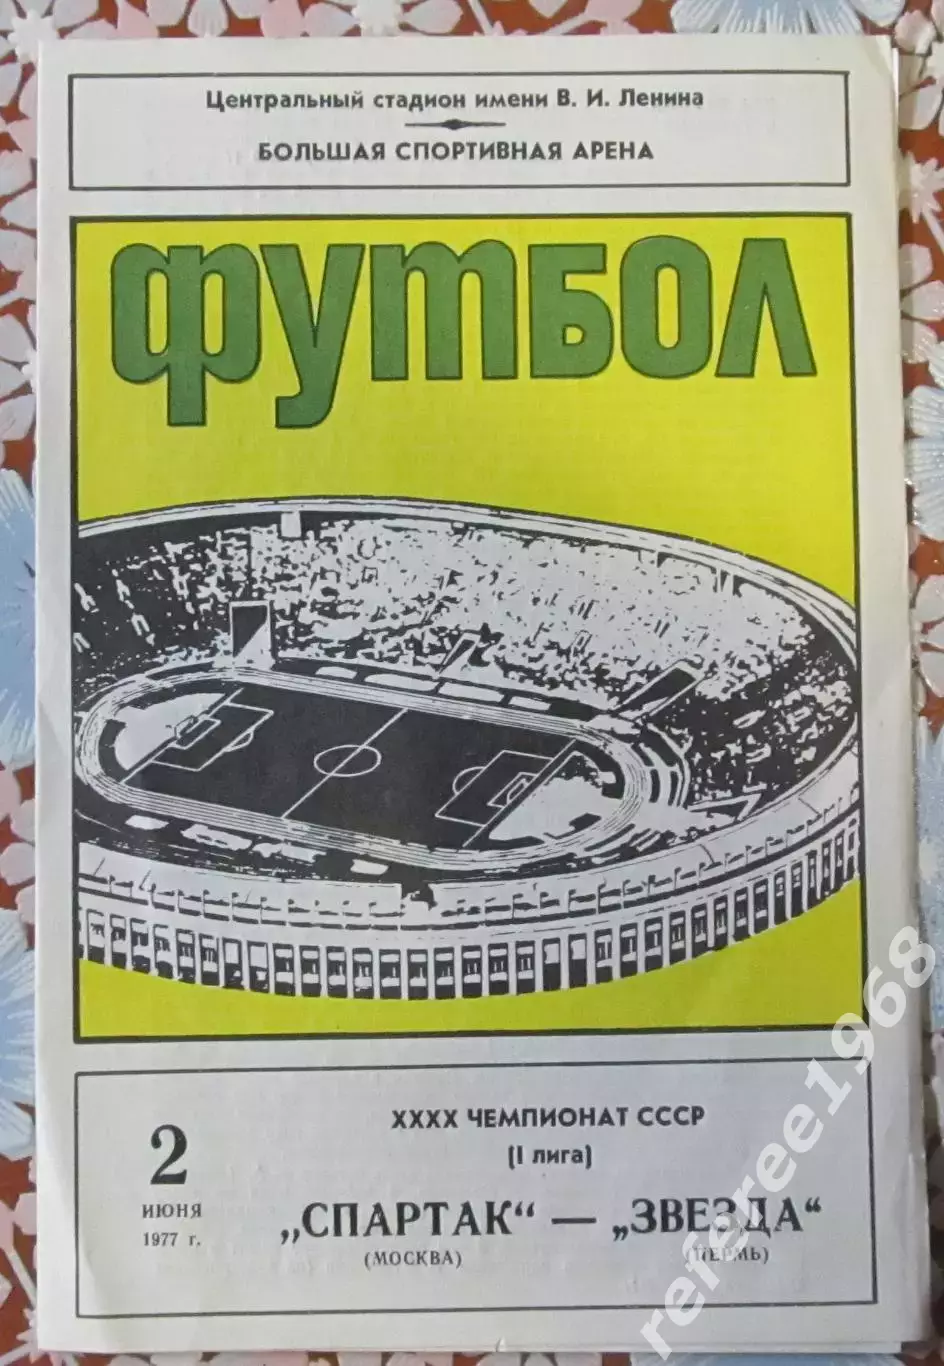 Центральный стадион имени В. И. Ленина
БОЛЬШАЯ СПОРТИВНАЯ АРЕНА
ФУТБОЛ
2
ИЮНЯ
1977 г.
XXXX ЧЕМПИОНАТ СССР
(I лига)
„СПАРТАК“ — „ЗВЕЗДА“
(МОСКВА) (ПЕРМЬ)
referee1968